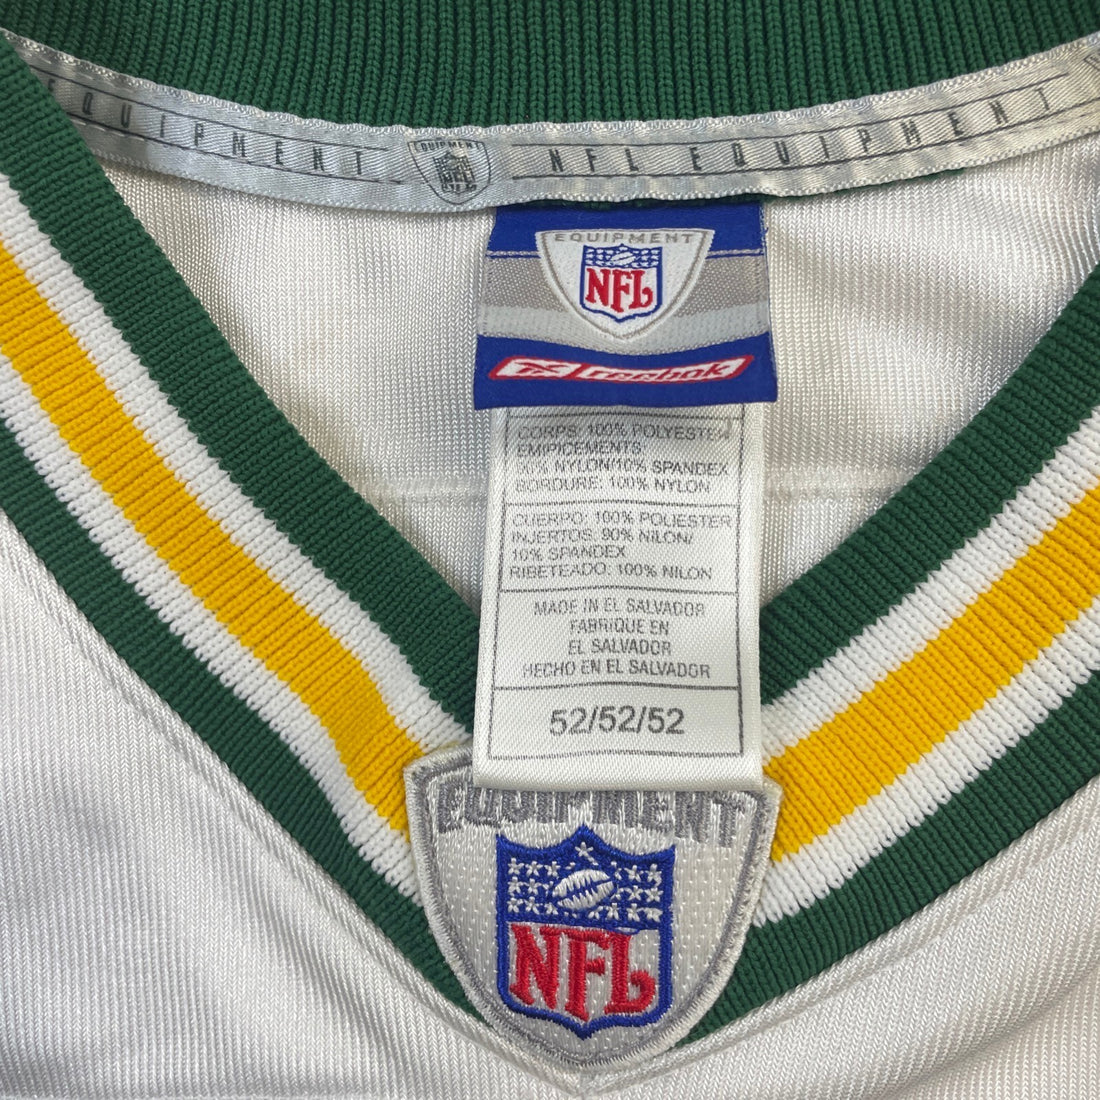 EQUIPMENT EQUIPMENT NFL NFL EQUIPMENT
EQUIPMENT
NFL
Reebok
CORPS: 100% POLYESTER
EMPICEMENTS:
90% NYLON/10% SPANDEX
BORDURE: 100% NYLON
CUERPO: 100% POLIESTER
INJERTOS: 90% NILON/
10% SPANDEX
RIBETEADO: 100% NILON
MADE IN EL SALVADOR
FABRIQUE EN
EL SALVADOR
HECHO EN EL SALVADOR
52/52/52
EQUIPMENT
NFL